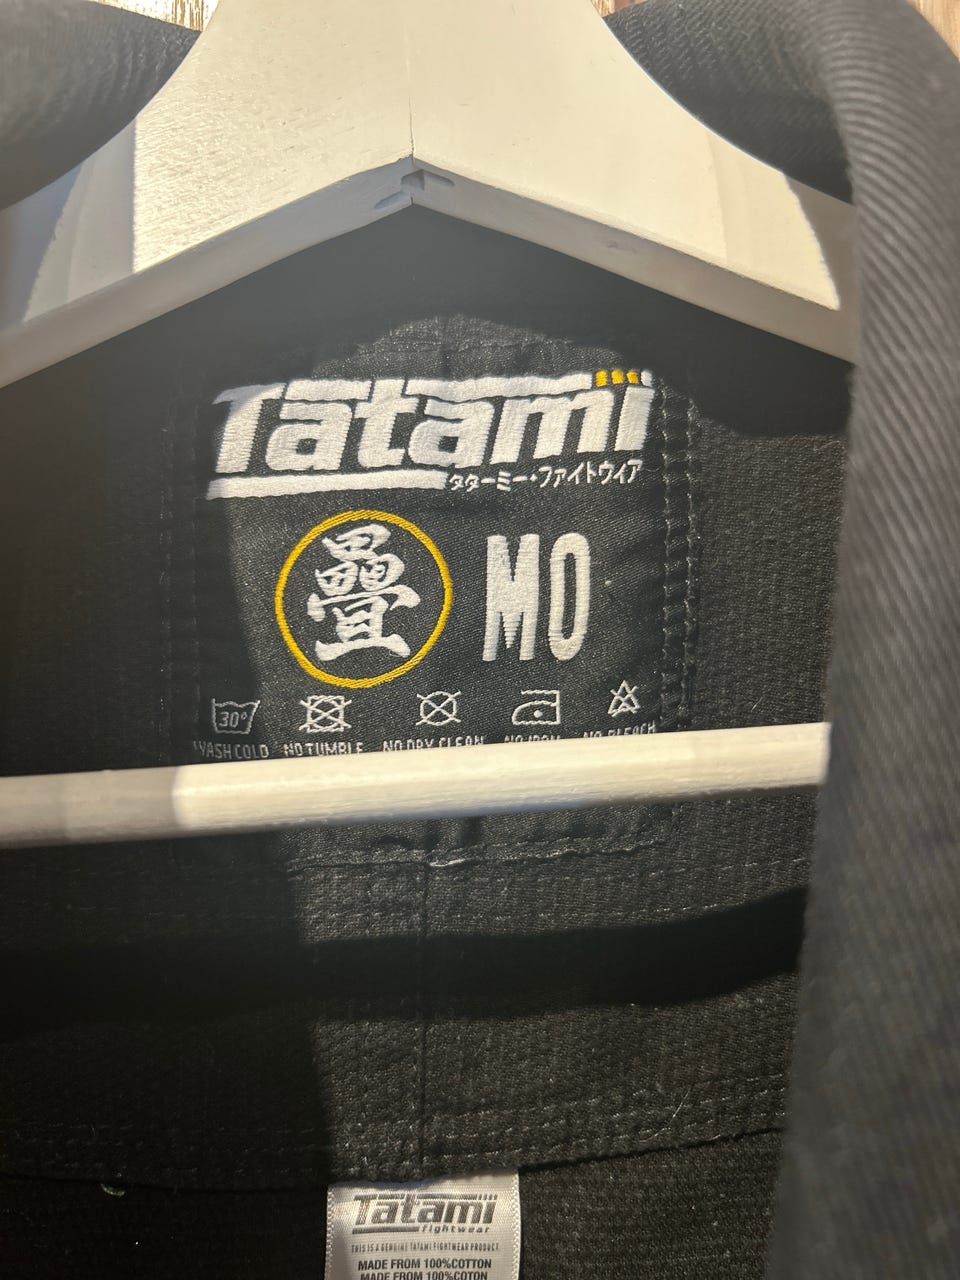 Tatami
タターミー・ファイトウィア
疊 M0
30°
WASH COLD NO TUMBLE NO DRY CLEAN NO IRON NO BLEACH
Tatami
fightwear
THIS IS A GENUINE TATAMI FIGHTWEAR PRODUCT
MADE FROM 100%COTTON
MADE FROM 100%COTON